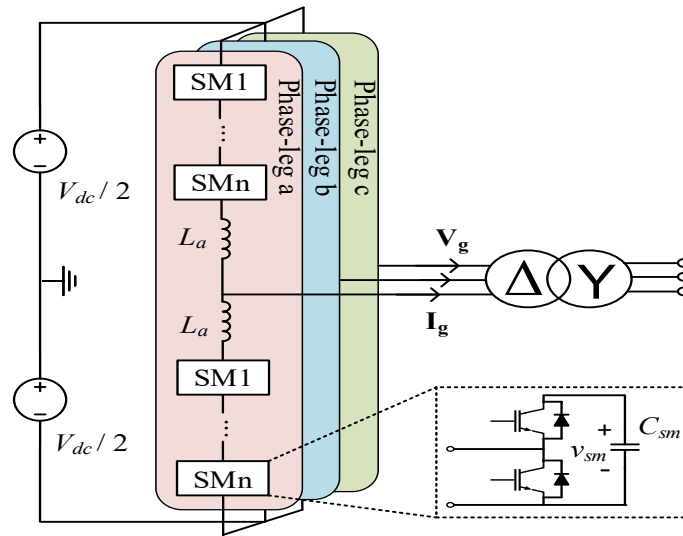 SM1
...
SMn
L_a
L_a
SM1
...
SMn
Phase-leg a
Phase-leg b
Phase-leg c
+
−
V_dc / 2
+
−
V_dc / 2
V_g
I_g
Δ
Y
+
v_sm
-
C_sm